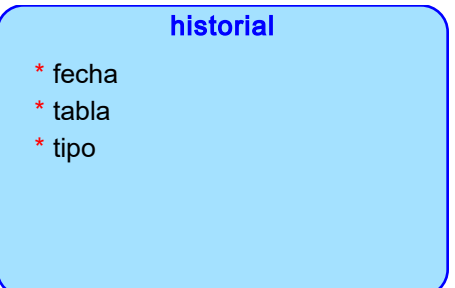 historial
* fecha
* tabla
* tipo